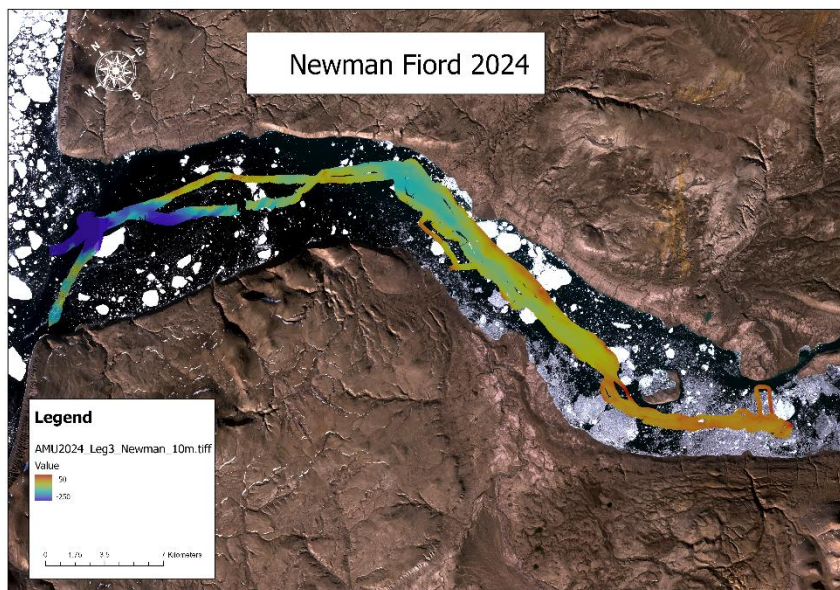 Newman Fiord 2024
N
E
W
S
Legend
AMU2024_Leg3_Newman_10m.tiff
Value
50
-250
0 1.75 3.5 7 Kilometers